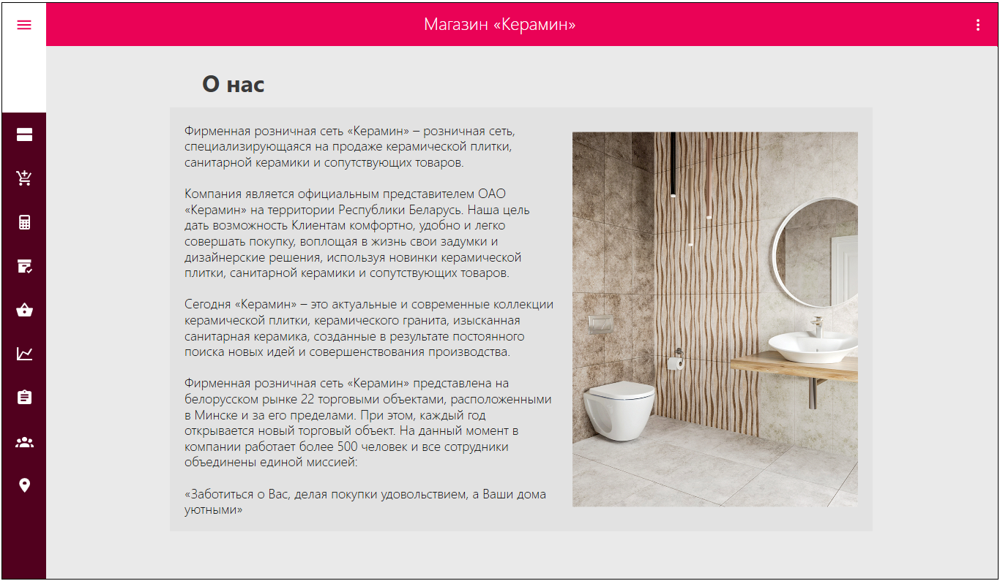 Магазин «Керамин»
О нас
Фирменная розничная сеть «Керамин» – розничная сеть,
специализирующаяся на продаже керамической плитки,
санитарной керамики и сопутствующих товаров.
Компания является официальным представителем ОАО
«Керамин» на территории Республики Беларусь. Наша цель
дать возможность Клиентам комфортно, удобно и легко
совершать покупку, воплощая в жизнь свои задумки и
дизайнерские решения, используя новинки керамической
плитки, санитарной керамики и сопутствующих товаров.
Сегодня «Керамин» – это актуальные и современные коллекции
керамической плитки, керамического гранита, изысканная
санитарная керамика, созданные в результате постоянного
поиска новых идей и совершенствования производства.
Фирменная розничная сеть «Керамин» представлена на
белорусском рынке 22 торговыми объектами, расположенными
в Минске и за его пределами. При этом, каждый год
открывается новый торговый объект. На данный момент в
компании работает более 500 человек и все сотрудники
объединены единой миссией:
«Заботиться о Вас, делая покупки удовольствием, а Ваши дома
уютными»